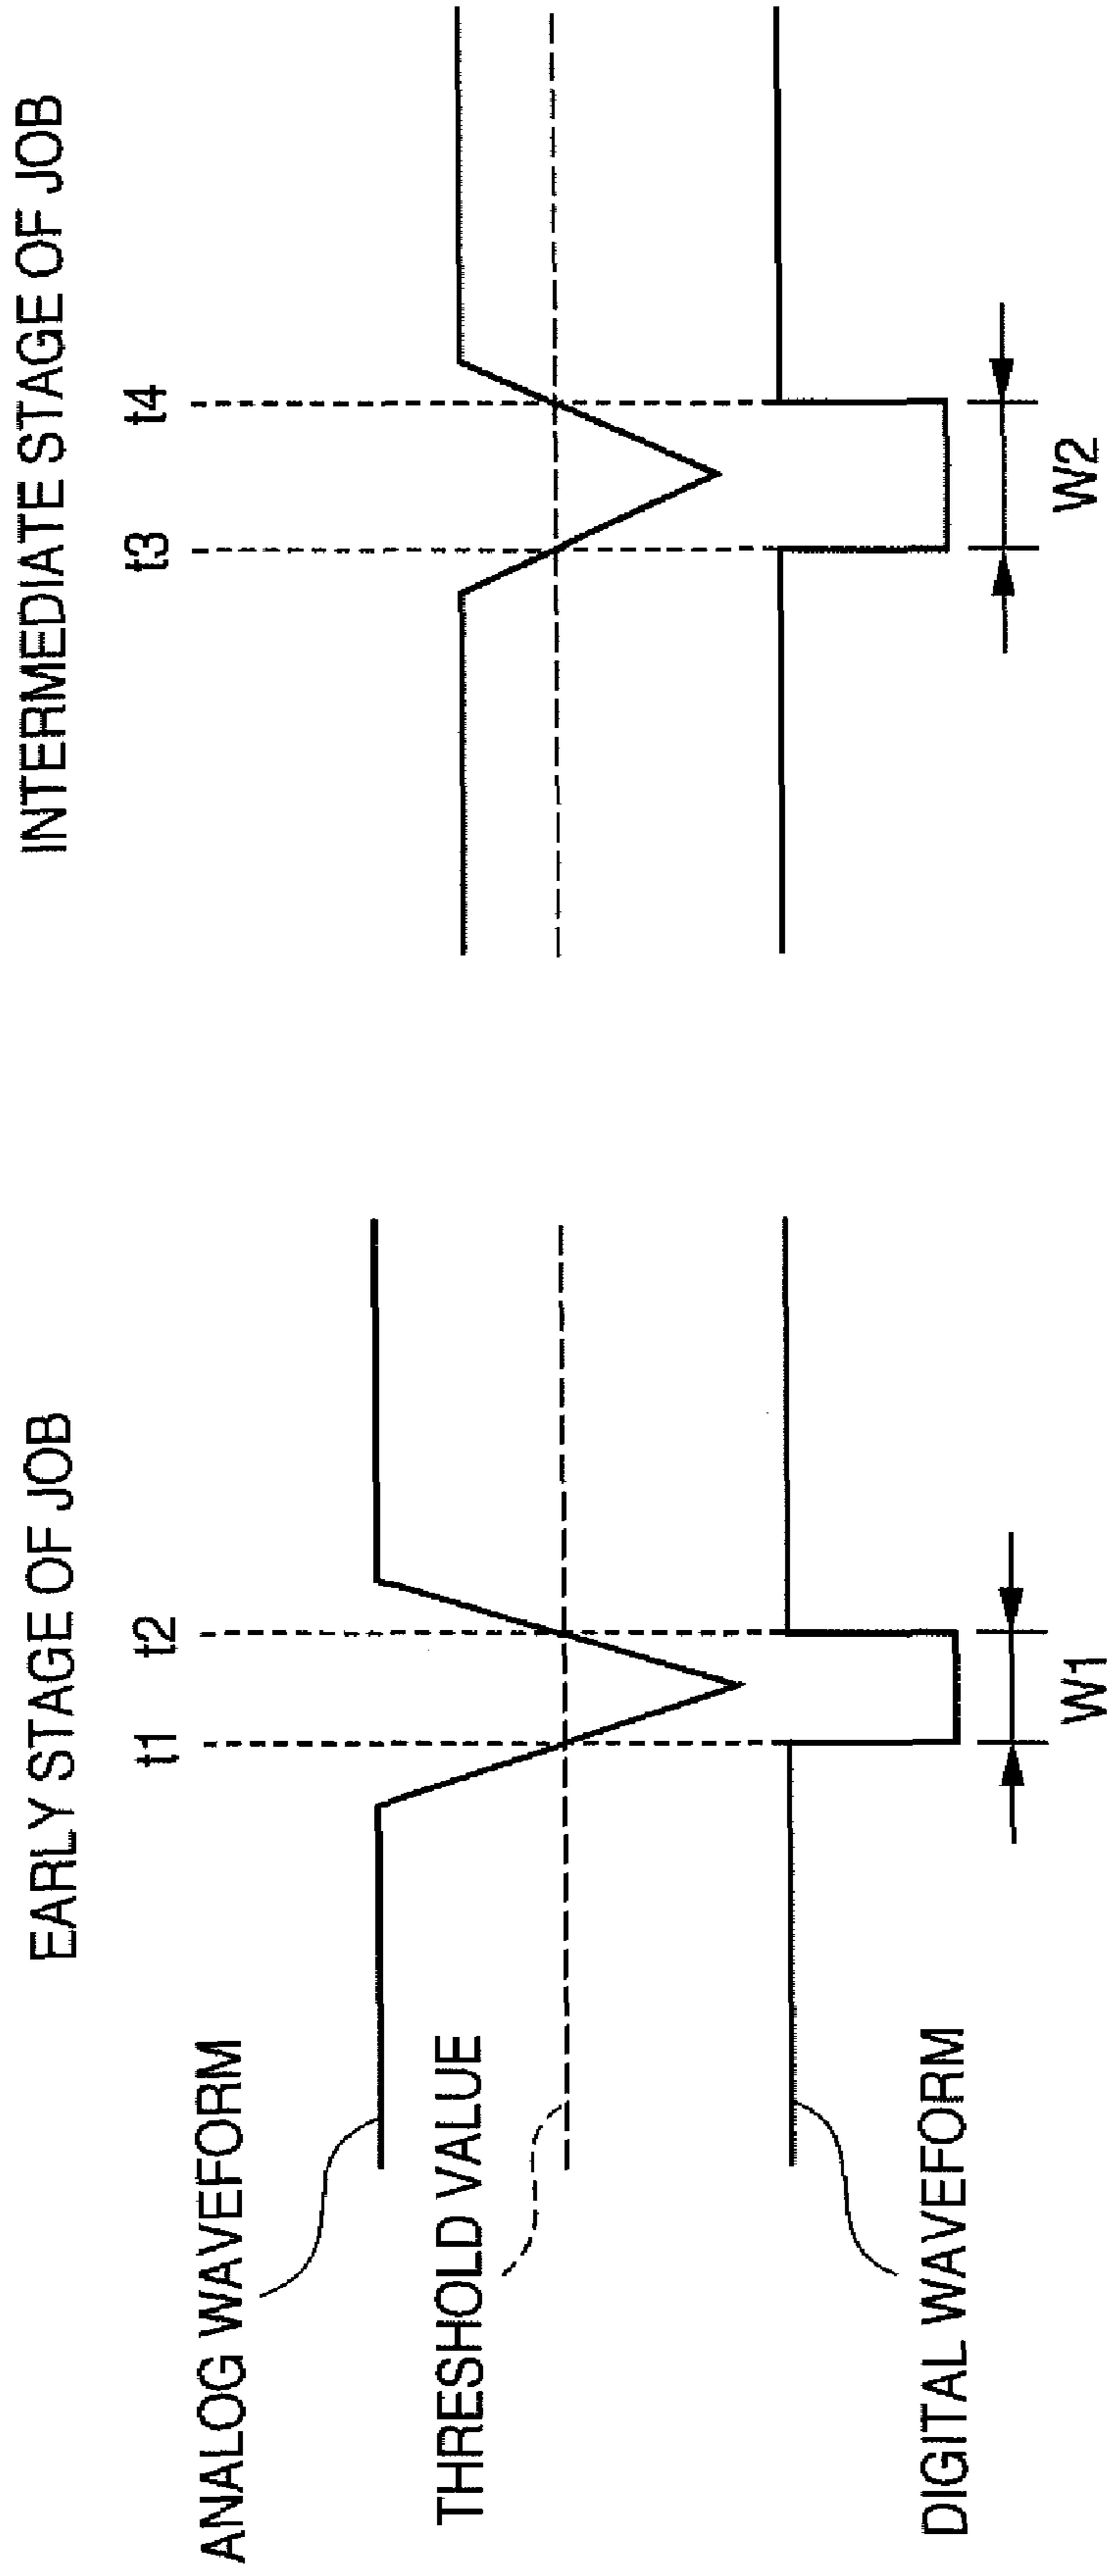 EARLY STAGE OF JOB
INTERMEDIATE STAGE OF JOB
t1
t2
t3
t4
ANALOG WAVEFORM
THRESHOLD VALUE
DIGITAL WAVEFORM
W1
W2